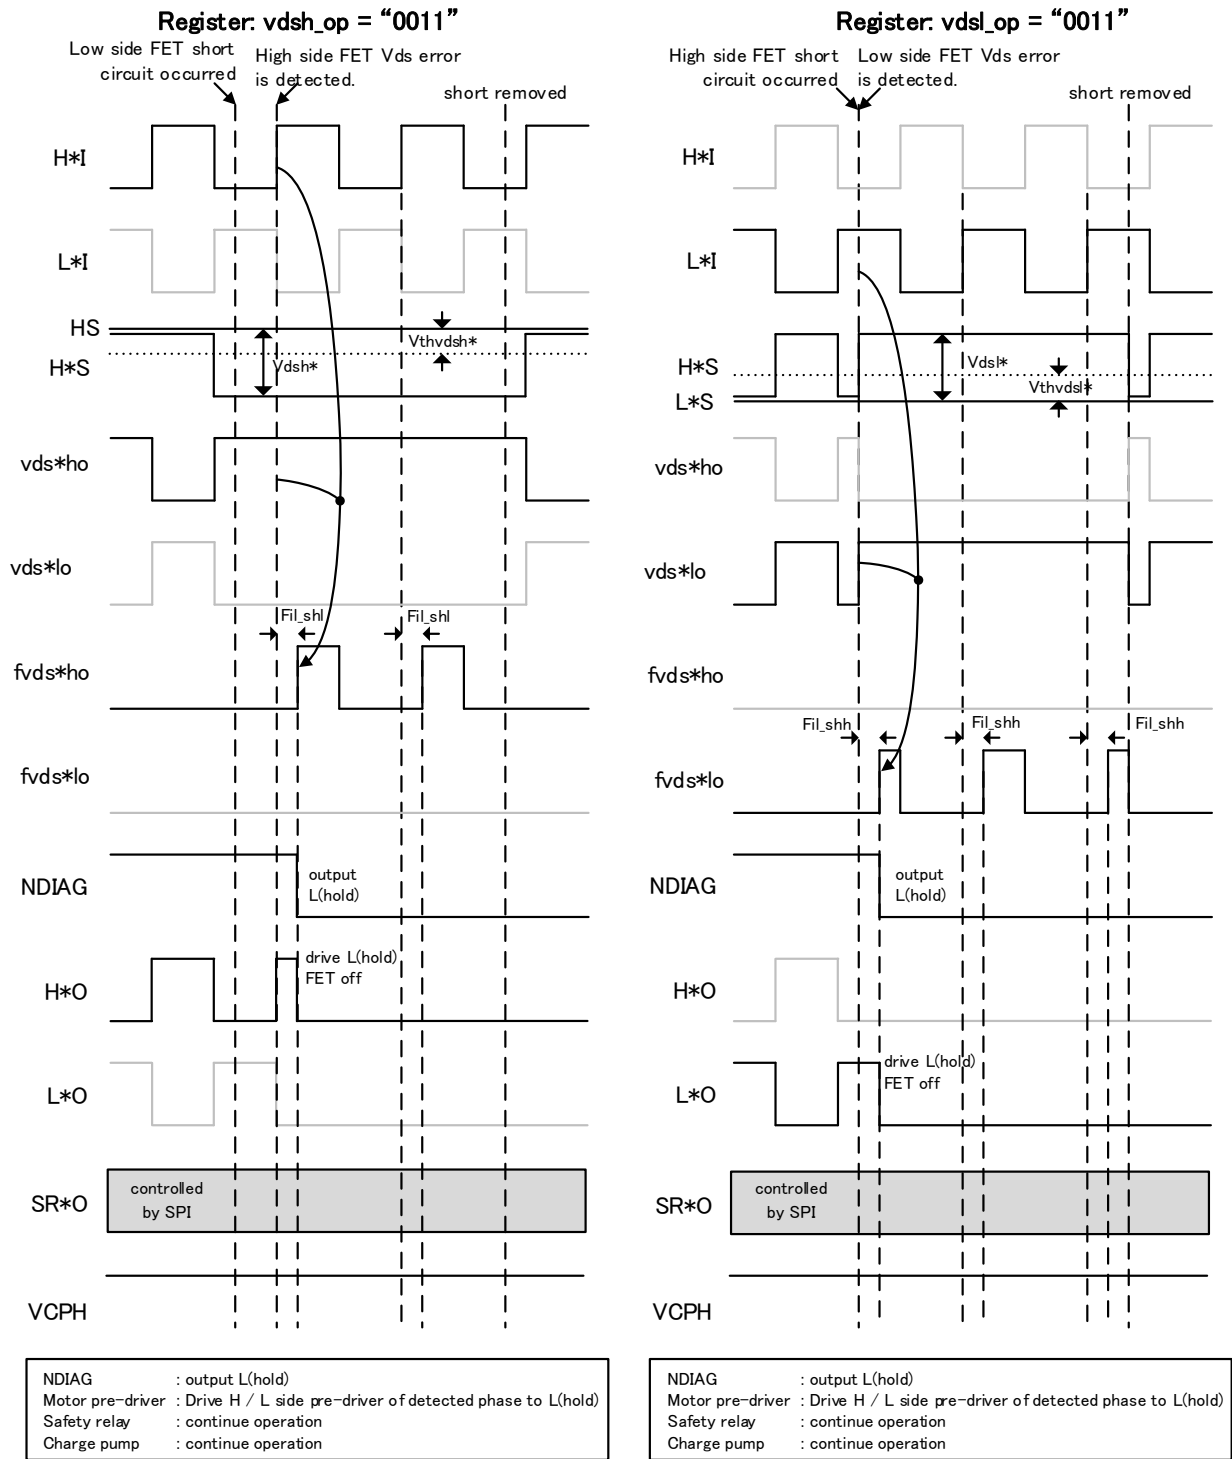 Register: vdsh_op = “0011”
Low side FET short
circuit occurred
High side FET Vds error
is detected.
short removed
H*I
L*I
HS
Vthvdsh*
H*S
Vdsh*
vds*ho
vds*lo
Fil_shl
Fil_shl
fvds*ho
fvds*lo
NDIAG
output
L(hold)
H*O
drive L(hold)
FET off
L*O
SR*O
controlled
by SPI
VCPH
NDIAG : output L(hold)
Motor pre-driver : Drive H / L side pre-driver of detected phase to L(hold)
Safety relay : continue operation
Charge pump : continue operation
Register: vdsl_op = “0011”
High side FET short
circuit occurred
Low side FET Vds error
is detected.
short removed
H*I
L*I
H*S
Vdsl*
Vthvdsl*
L*S
vds*ho
vds*lo
fvds*ho
Fil_shh
Fil_shh
Fil_shh
fvds*lo
NDIAG
output
L(hold)
H*O
drive L(hold)
FET off
L*O
SR*O
controlled
by SPI
VCPH
NDIAG : output L(hold)
Motor pre-driver : Drive H / L side pre-driver of detected phase to L(hold)
Safety relay : continue operation
Charge pump : continue operation